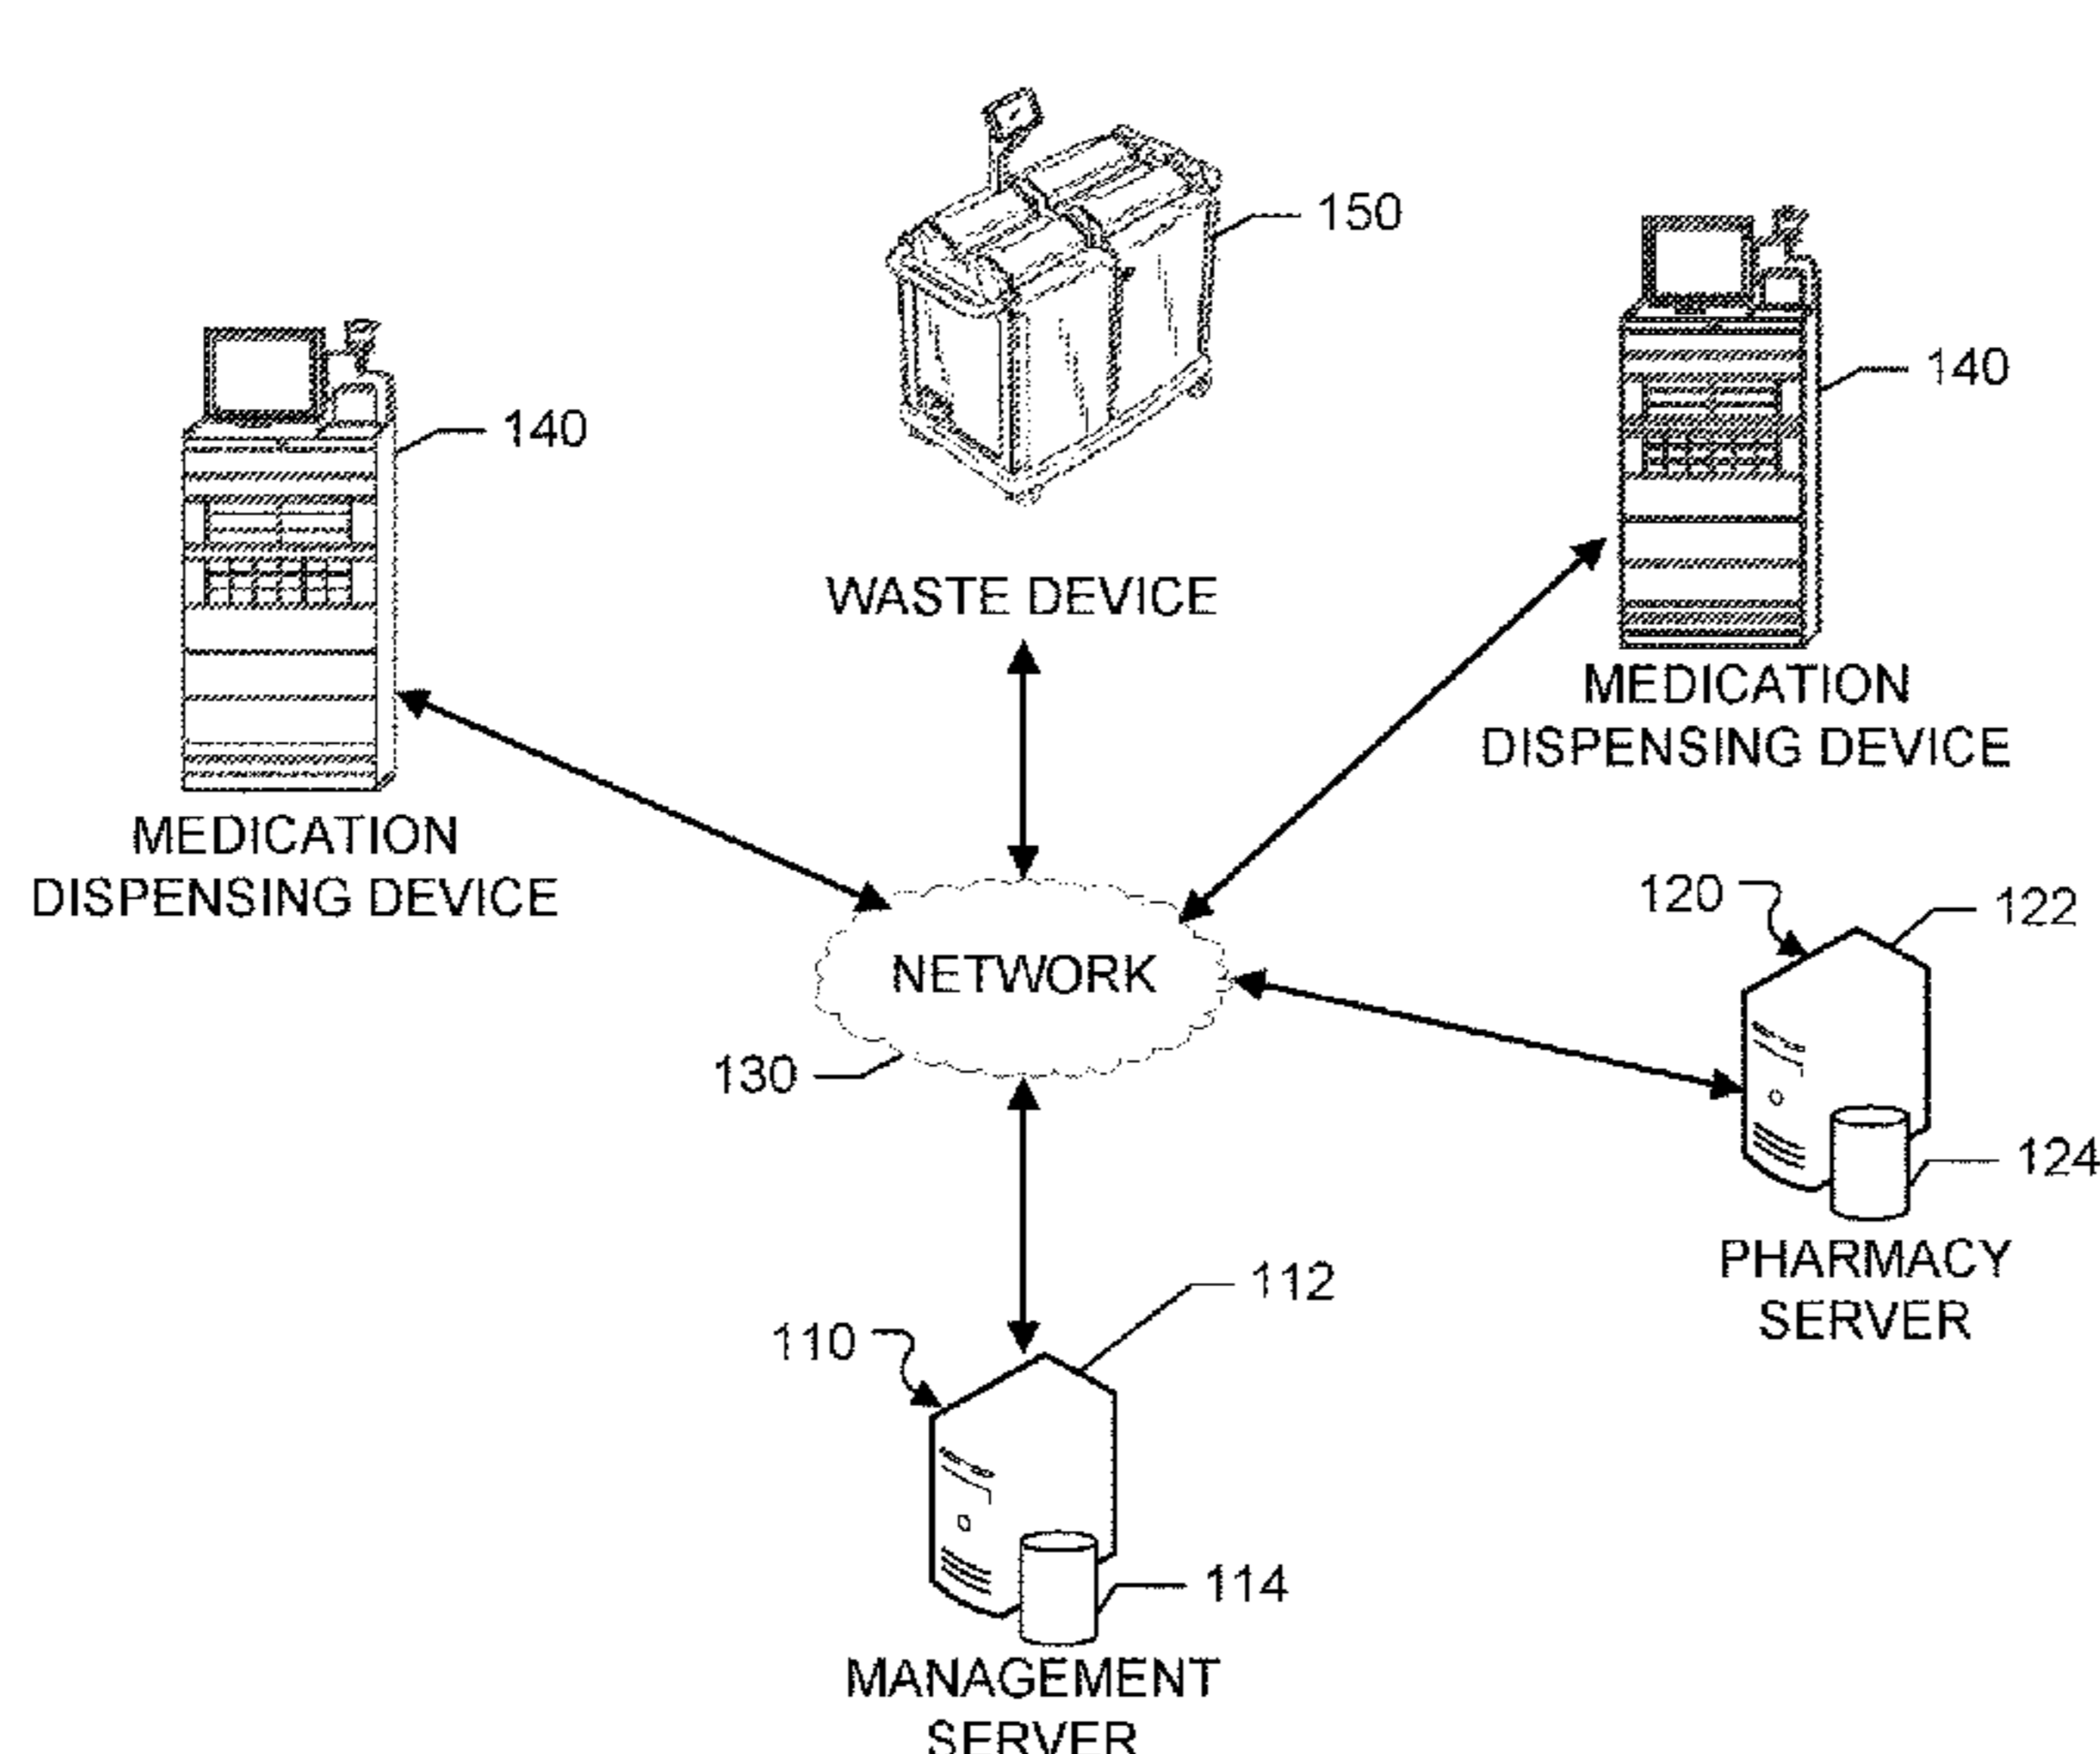 150
140
140
WASTE DEVICE
MEDICATION
DISPENSING DEVICE
MEDICATION
DISPENSING DEVICE
120
122
NETWORK
130
124
PHARMACY
SERVER
112
110
114
MANAGEMENT
SERVER